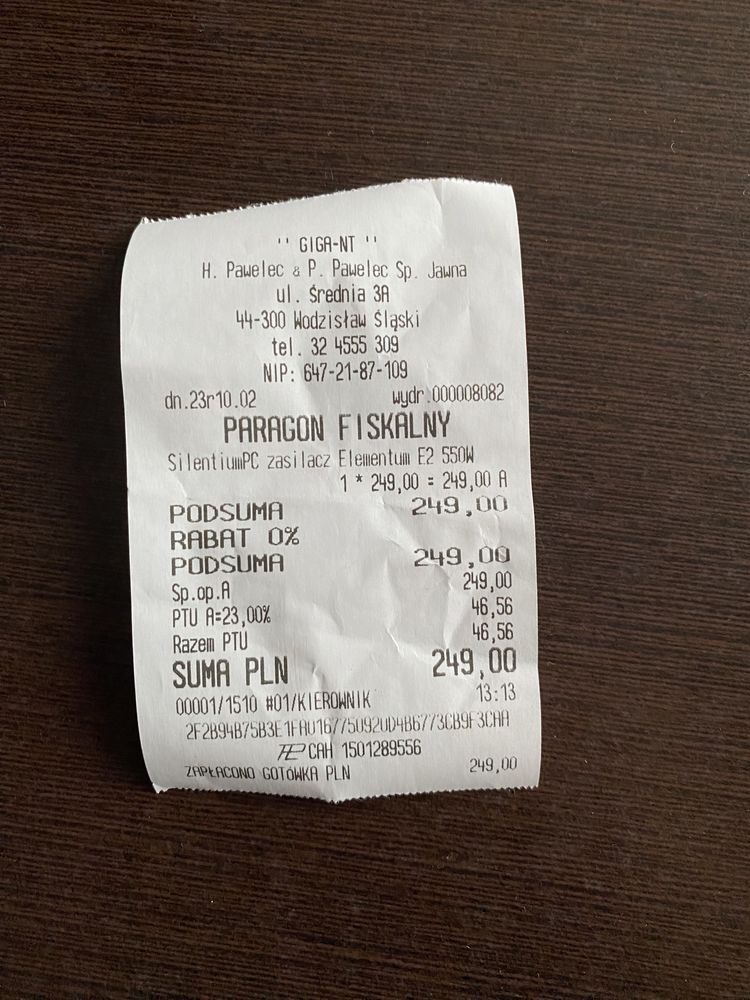 '' GIGA-NT ''
H. Pawelec & P. Pawelec Sp. Jawna
ul. Średnia 3A
44-300 Wodzisław Śląski
tel. 32 4555 309
NIP: 647-21-87-109
dn.23r10.02 wydr.000008082
PARAGON FISKALNY
SilentiumPC zasilacz Elementum E2 550W
1 * 249,00 = 249,00 A
PODSUMA 249,00
RABAT 0%
PODSUMA 249,00
Sp.op.A 249,00
PTU A=23,00% 46,56
Razem PTU 46,56
SUMA PLN 249,00
00001/1510 #01/KIEROWNIK 13:13
CAH 1501289556
ZAPŁACONO GOTÓWKA PLN 249,00